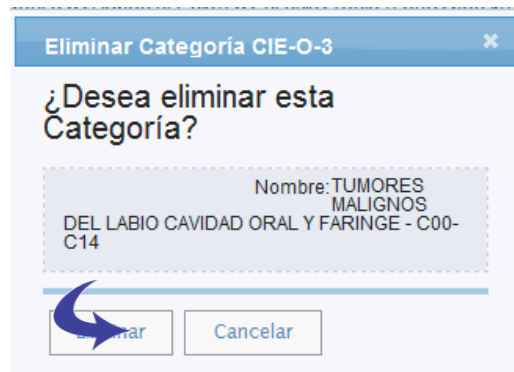 Eliminar Categoría CIE-O-3
¿Desea eliminar esta
Categoría?
Nombre:TUMORES
MALIGNOS
DEL LABIO CAVIDAD ORAL Y FARINGE - C00-
C14
Cancelar